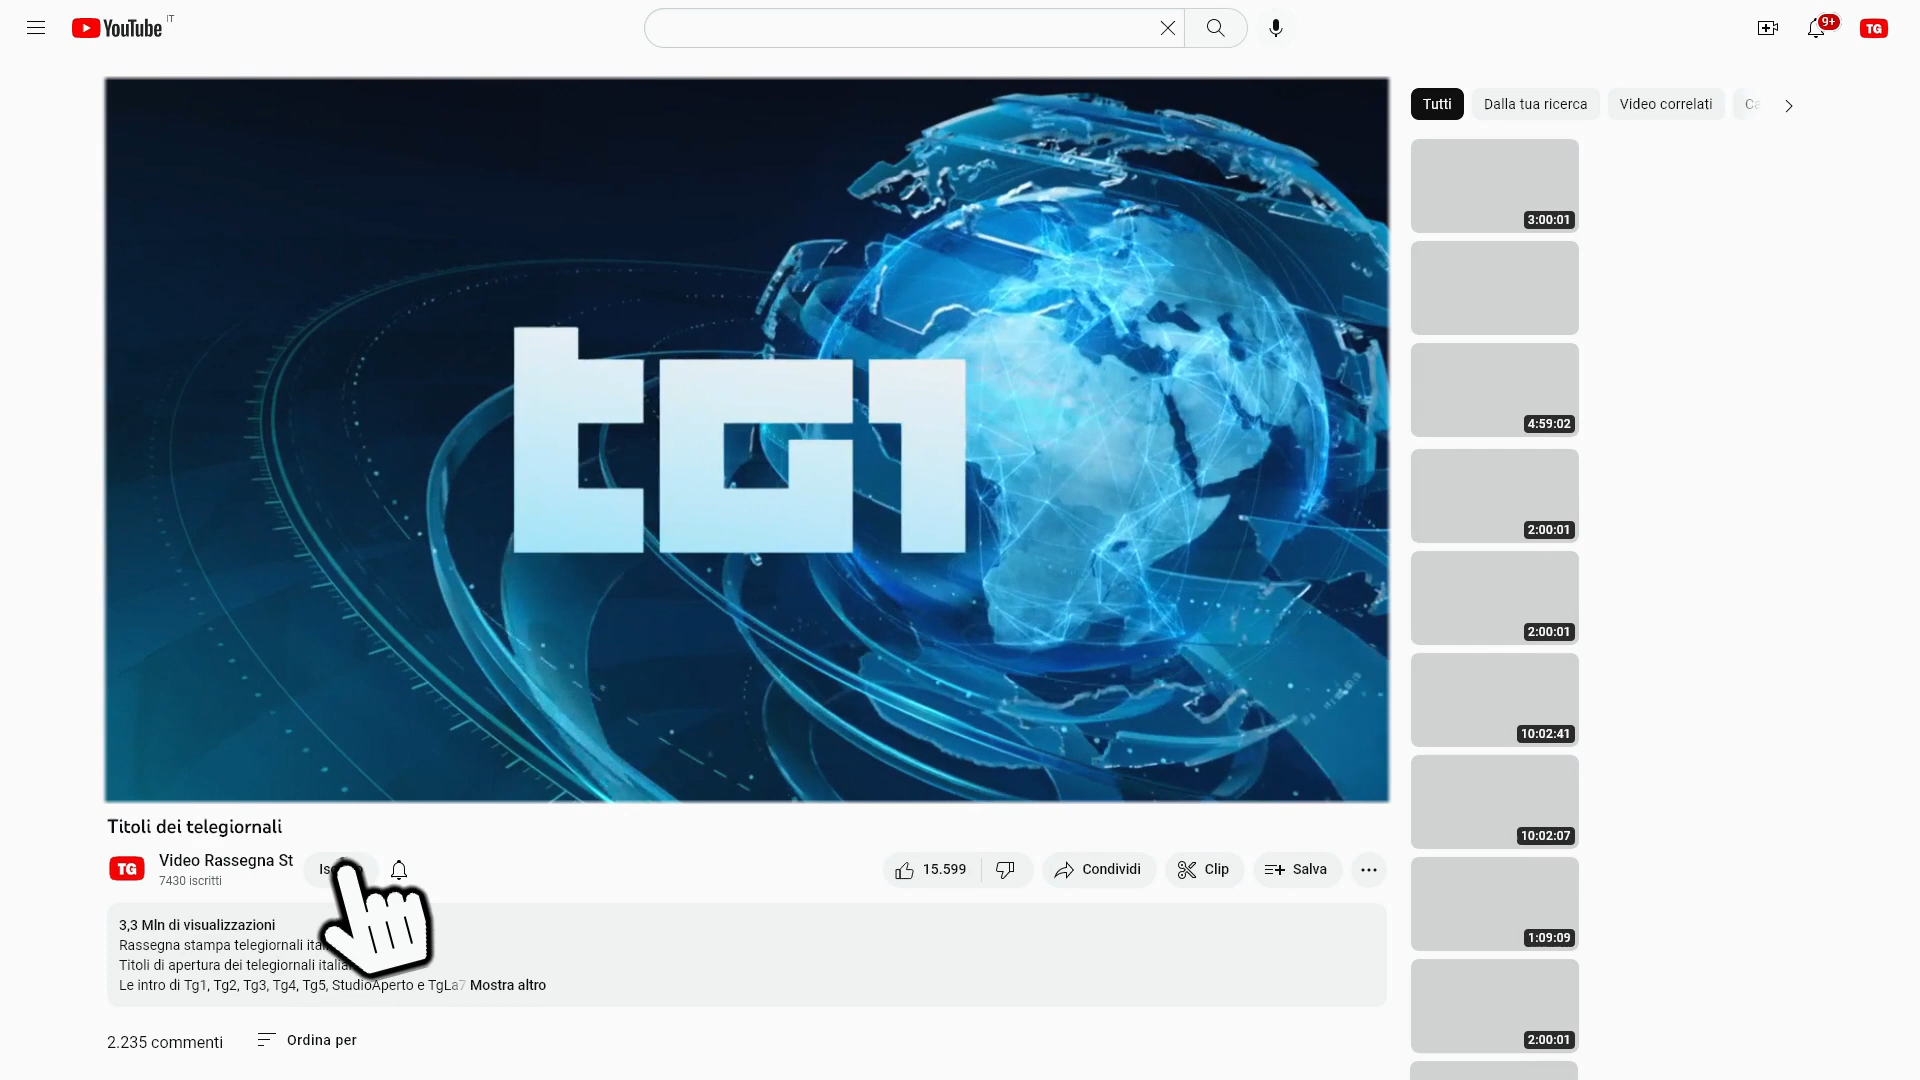 YouTube IT
9+
TG
Tutti
Dalla tua ricerca
Video correlati
3:00:01
4:59:02
2:00:01
2:00:01
10:02:41
10:02:07
1:09:09
2:00:01
tG1
Titoli dei telegiornali
TG
Video Rassegna St
7430 iscritti
15.599
Condividi
Clip
Salva
3,3 Mln di visualizzazioni
Rassegna stampa telegiornali
Titoli di apertura dei telegiornali
Le intro di Tg1, Tg2, Tg3, Tg4, Tg5, StudioAperto e TgLa7 Mostra altro
2.235 commenti
Ordina per